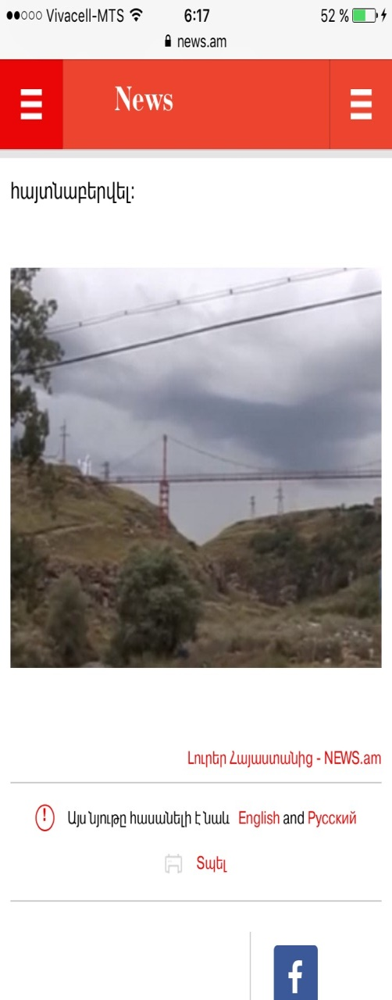 Vivacell-MTS 6:17 52 %
news.am
News
հայտնաբերվել:
Լուրեր Հայաստանից - NEWS.am
Այս նյութը հասանելի է նաև English and Русский
Տպել